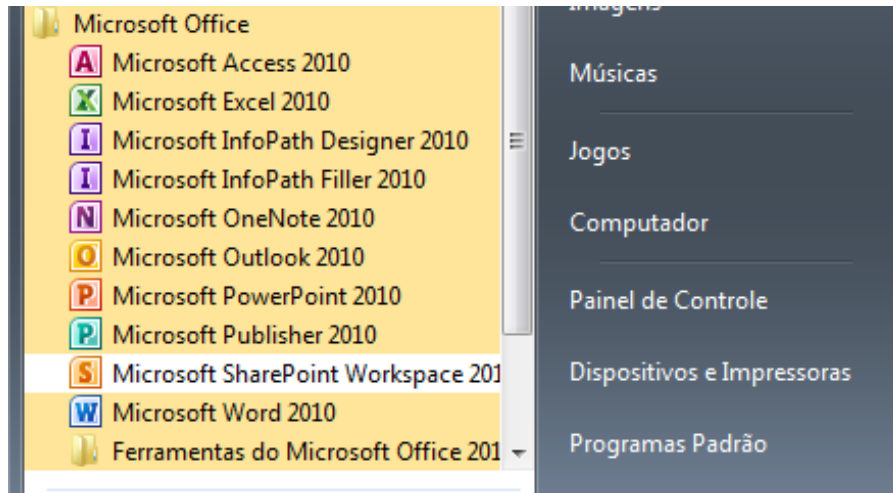 Microsoft Office
Microsoft Access 2010
Microsoft Excel 2010
Microsoft InfoPath Designer 2010
Microsoft InfoPath Filler 2010
Microsoft OneNote 2010
Microsoft Outlook 2010
Microsoft PowerPoint 2010
Microsoft Publisher 2010
Microsoft SharePoint Workspace 201
Microsoft Word 2010
Ferramentas do Microsoft Office 201
Imagens
Músicas
Jogos
Computador
Painel de Controle
Dispositivos e Impressoras
Programas Padrão